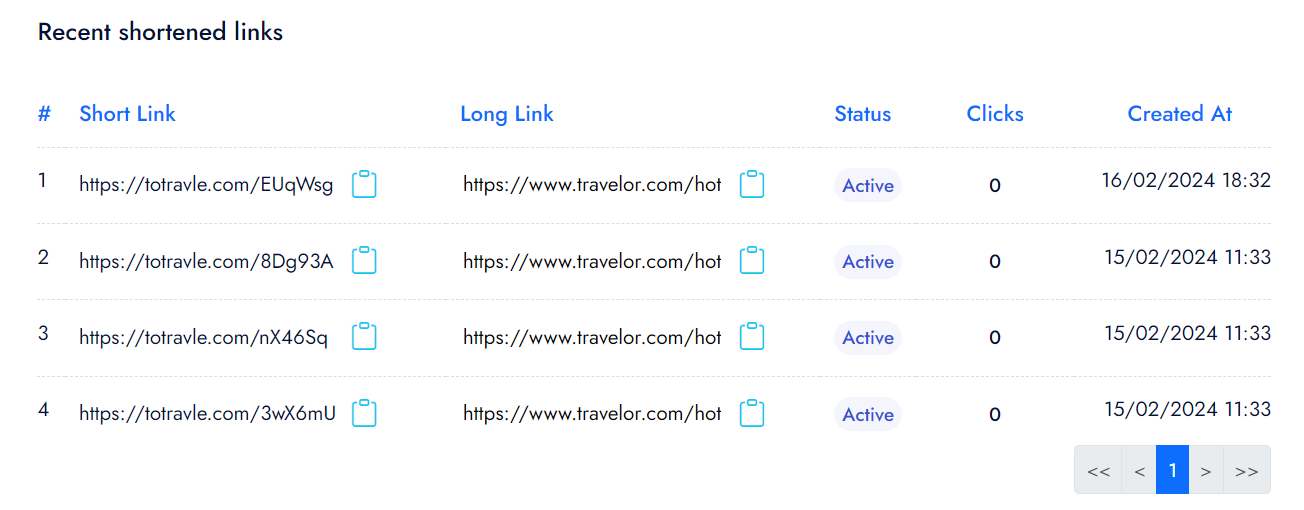 Recent shortened links
# Short Link Long Link Status Clicks Created At
1 https://totravle.com/EUqWsg https://www.travelor.com/hot Active 0 16/02/2024 18:32
2 https://totravle.com/8Dg93A https://www.travelor.com/hot Active 0 15/02/2024 11:33
3 https://totravle.com/nX46Sq https://www.travelor.com/hot Active 0 15/02/2024 11:33
4 https://totravle.com/3wX6mU https://www.travelor.com/hot Active 0 15/02/2024 11:33
<< < 1 > >>